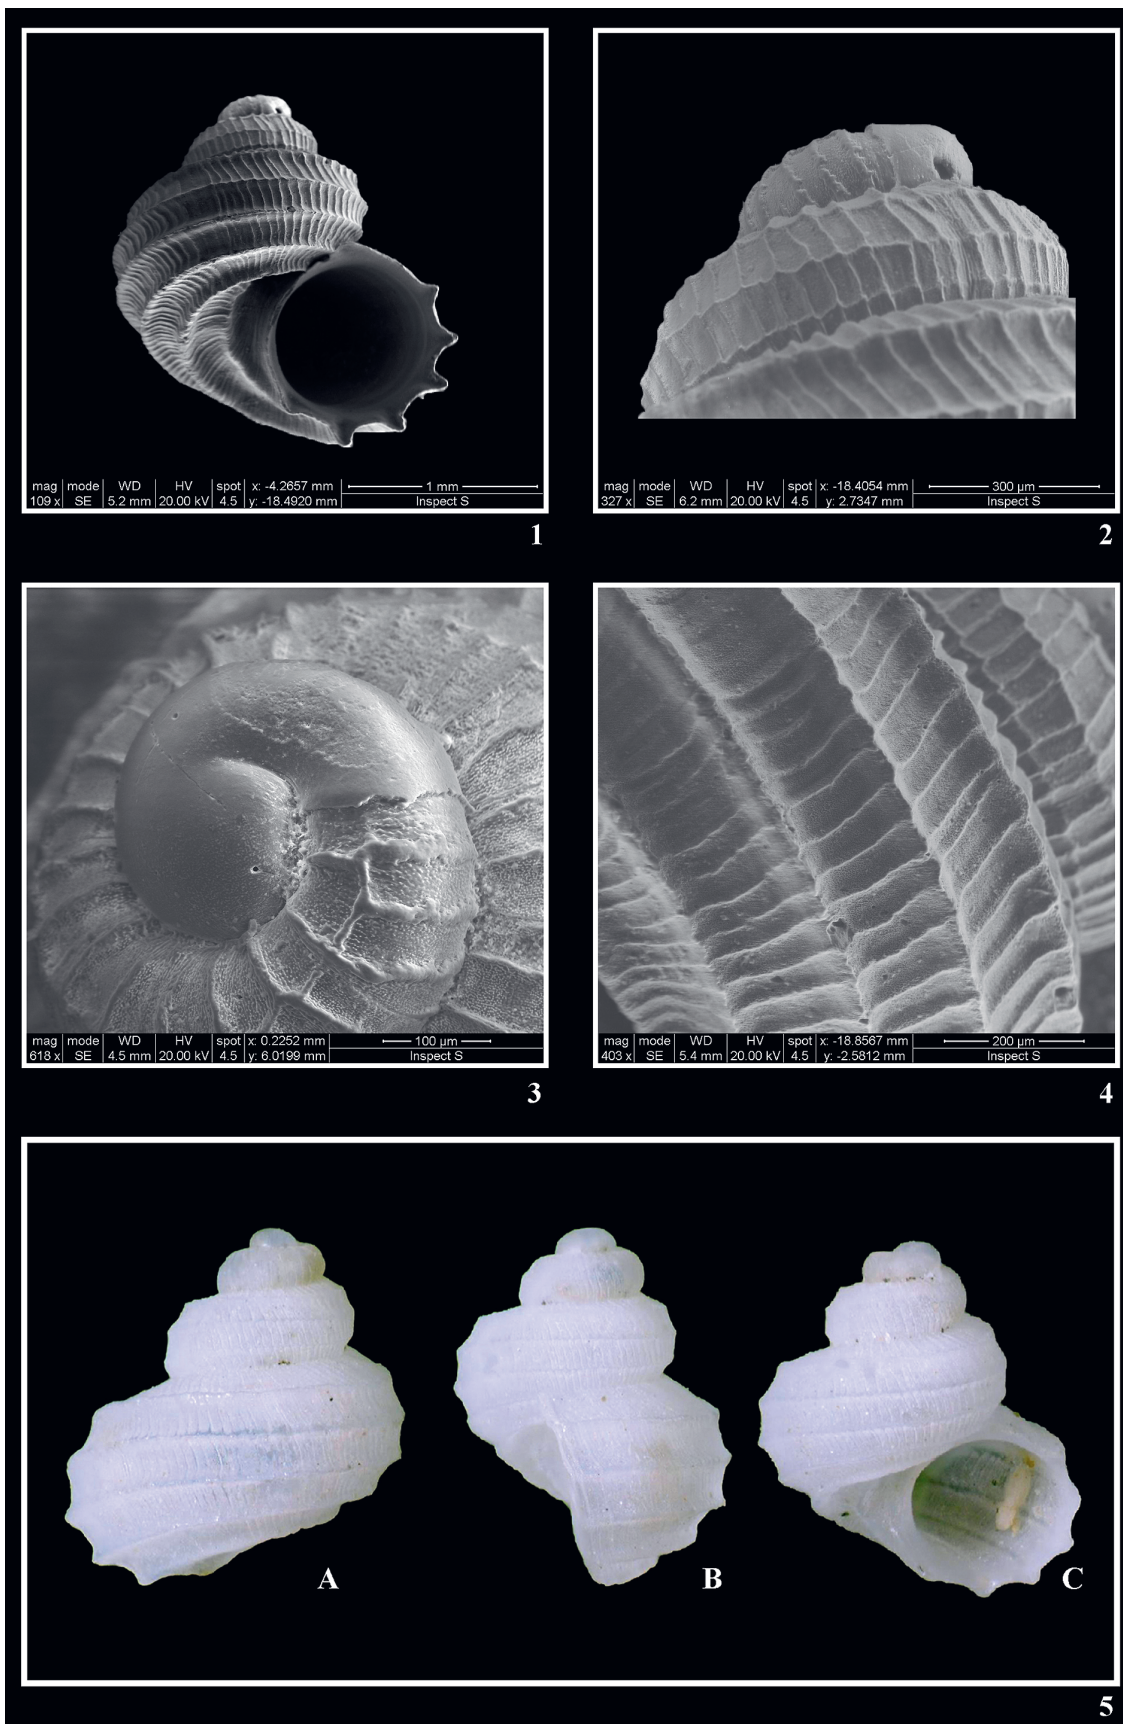 mag mode WD HV spot x: -4.2657 mm 1 mm
109 x SE 5.2 mm 20.00 kV 4.5 y: -18.4920 mm Inspect S
1
mag mode WD HV spot x: -18.4054 mm 300 µm
327 x SE 6.2 mm 20.00 kV 4.5 y: 2.7347 mm Inspect S
2
mag mode WD HV spot x: 0.2252 mm 100 µm
618 x SE 4.5 mm 20.00 kV 4.5 y: 6.0199 mm Inspect S
3
mag mode WD HV spot x: -18.8567 mm 200 µm
403 x SE 5.4 mm 20.00 kV 4.5 y: -2.5812 mm Inspect S
4
A B C
5